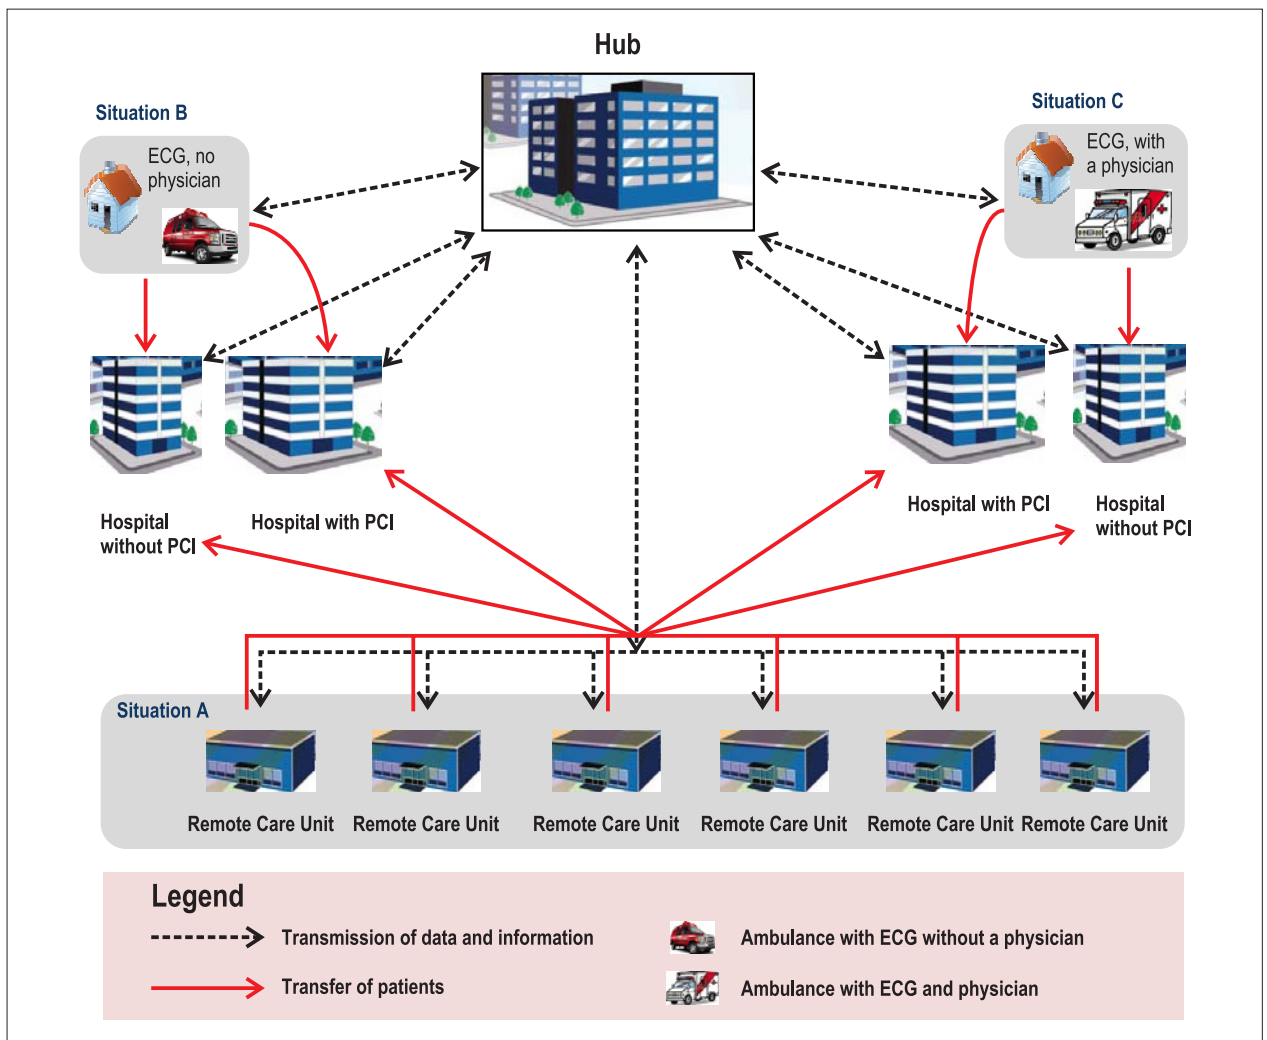 Hub
Situation B
ECG, no
physician
Situation C
ECG, with
a physician
Hospital
without PCI
Hospital with PCI
Hospital with PCI
Hospital
without PCI
Situation A
Remote Care Unit
Remote Care Unit
Remote Care Unit
Remote Care Unit
Remote Care Unit
Remote Care Unit
Legend
Transmission of data and information
Ambulance with ECG without a physician
Transfer of patients
Ambulance with ECG and physician